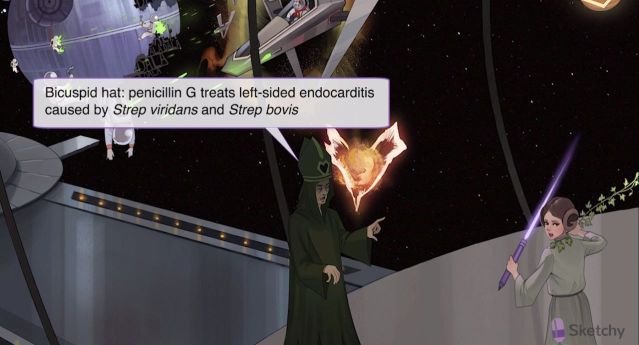 Bicuspid hat: penicillin G treats left-sided endocarditis
caused by Strep viridans and Strep bovis
Sketchy